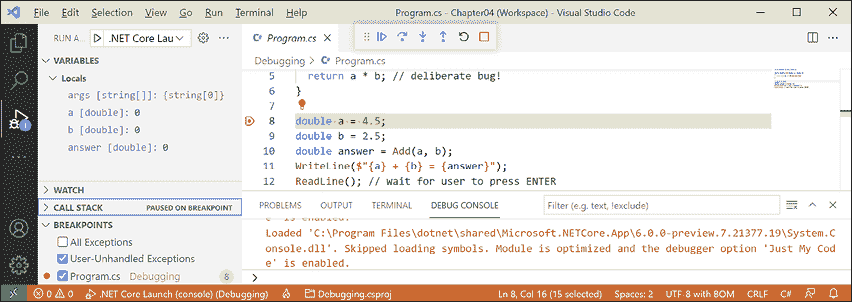 File Edit Selection View Go Run Terminal Help Program.cs - Chapter04 (Workspace) - Visual Studio Code
RUN A... .NET Core Lau
VARIABLES
Locals
args [string[]]: {string[0]}
a [double]: 0
b [double]: 0
answer [double]: 0
WATCH
CALL STACK PAUSED ON BREAKPOINT
BREAKPOINTS
All Exceptions
User-Unhandled Exceptions
Program.cs Debugging 8
1
Program.cs
Debugging > Program.cs
5 return a * b; // deliberate bug!
6 }
7
8 double a = 4.5;
9 double b = 2.5;
10 double answer = Add(a, b);
11 WriteLine($"{a} + {b} = {answer}");
12 ReadLine(); // wait for user to press ENTER
PROBLEMS OUTPUT TERMINAL DEBUG CONSOLE Filter (e.g. text, !exclude)
e' is enabled.
Loaded 'C:\Program Files\dotnet\shared\Microsoft.NETCore.App\6.0.0-preview.7.21377.19\System.C
onsole.dll'. Skipped loading symbols. Module is optimized and the debugger option 'Just My Cod
e' is enabled.
>
0 0 .NET Core Launch (console) (Debugging) Debugging.csproj Ln 8, Col 16 (15 selected) Spaces: 2 UTF-8 with BOM CRLF C#